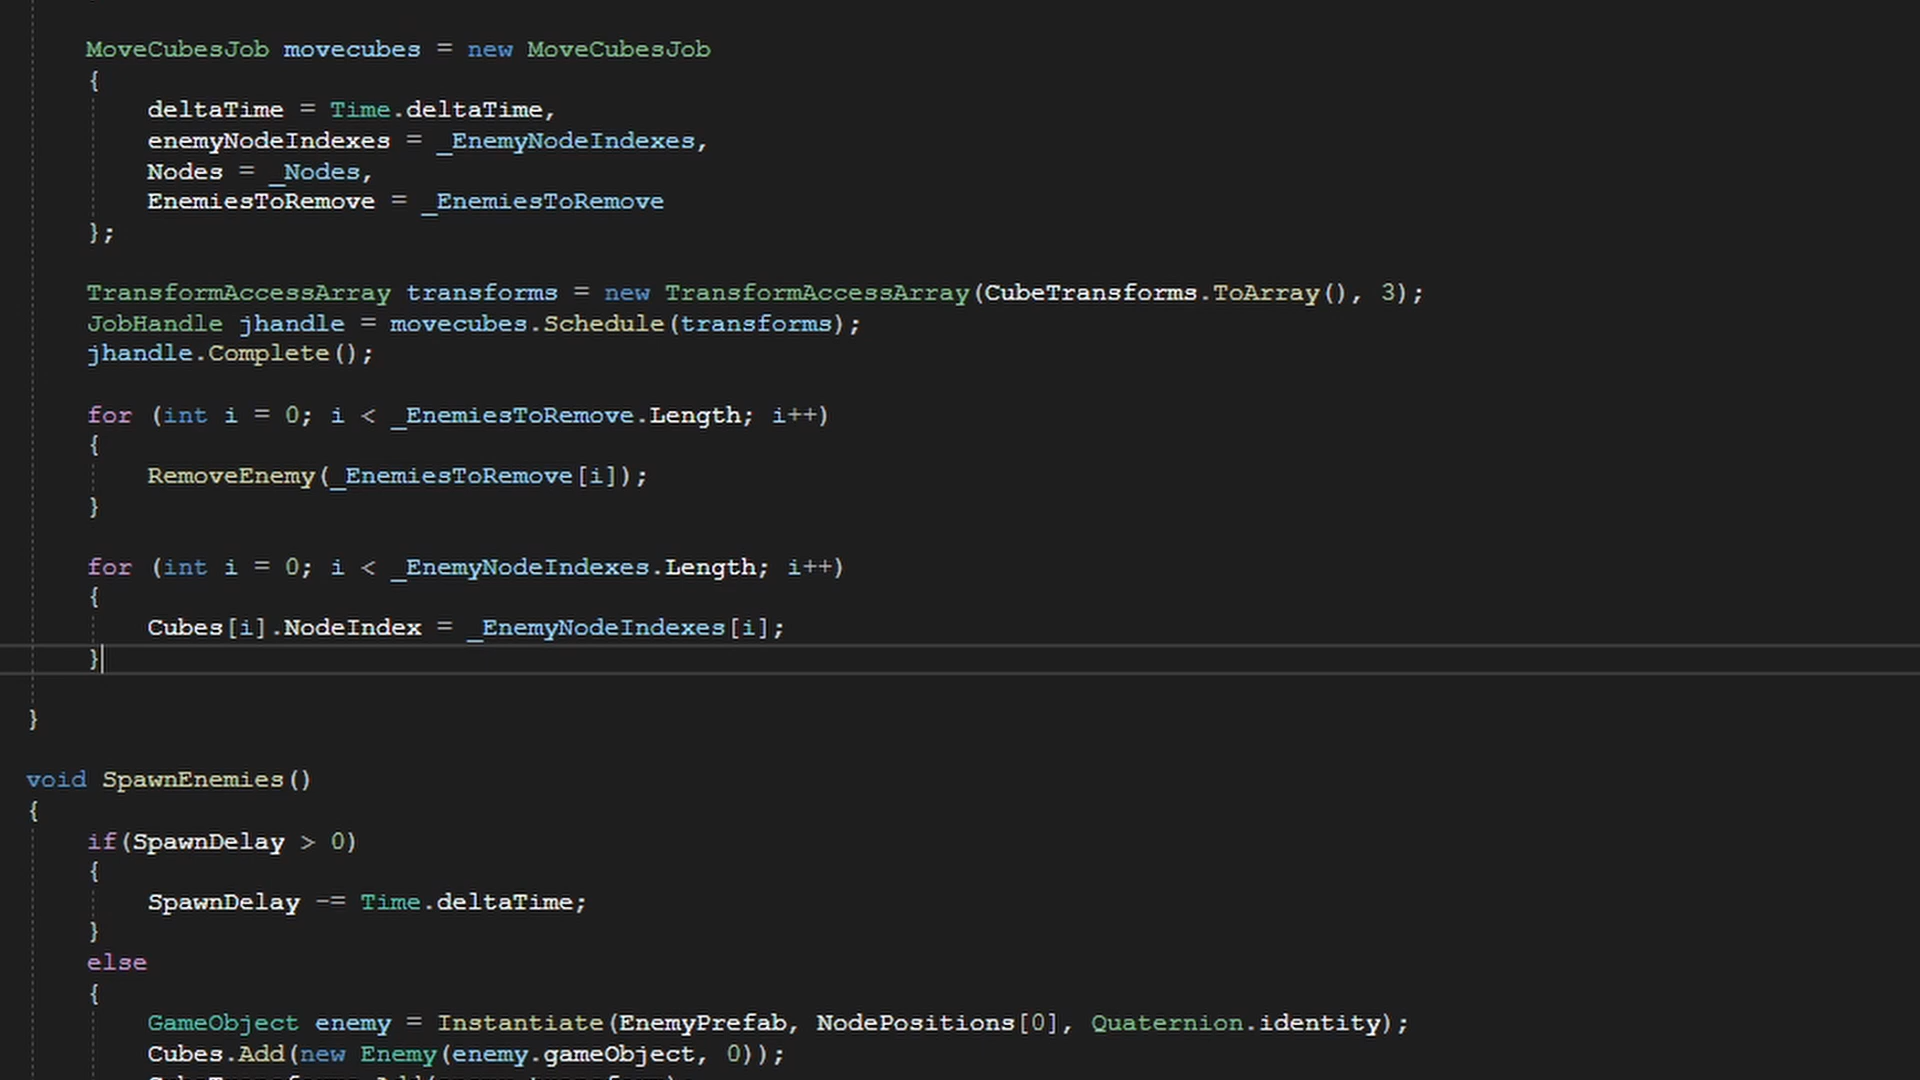 MoveCubesJob movecubes = new MoveCubesJob
{
deltaTime = Time.deltaTime,
enemyNodeIndexes = _EnemyNodeIndexes,
Nodes = _Nodes,
EnemiesToRemove = _EnemiesToRemove
};
TransformAccessArray transforms = new TransformAccessArray(CubeTransforms.ToArray(), 3);
JobHandle jhandle = movecubes.Schedule(transforms);
jhandle.Complete();
for (int i = 0; i < _EnemiesToRemove.Length; i++)
{
RemoveEnemy(_EnemiesToRemove[i]);
}
for (int i = 0; i < _EnemyNodeIndexes.Length; i++)
{
Cubes[i].NodeIndex = _EnemyNodeIndexes[i];
}
}
void SpawnEnemies()
{
if(SpawnDelay > 0)
{
SpawnDelay -= Time.deltaTime;
}
else
{
GameObject enemy = Instantiate(EnemyPrefab, NodePositions[0], Quaternion.identity);
Cubes.Add(new Enemy(enemy.gameObject, 0));